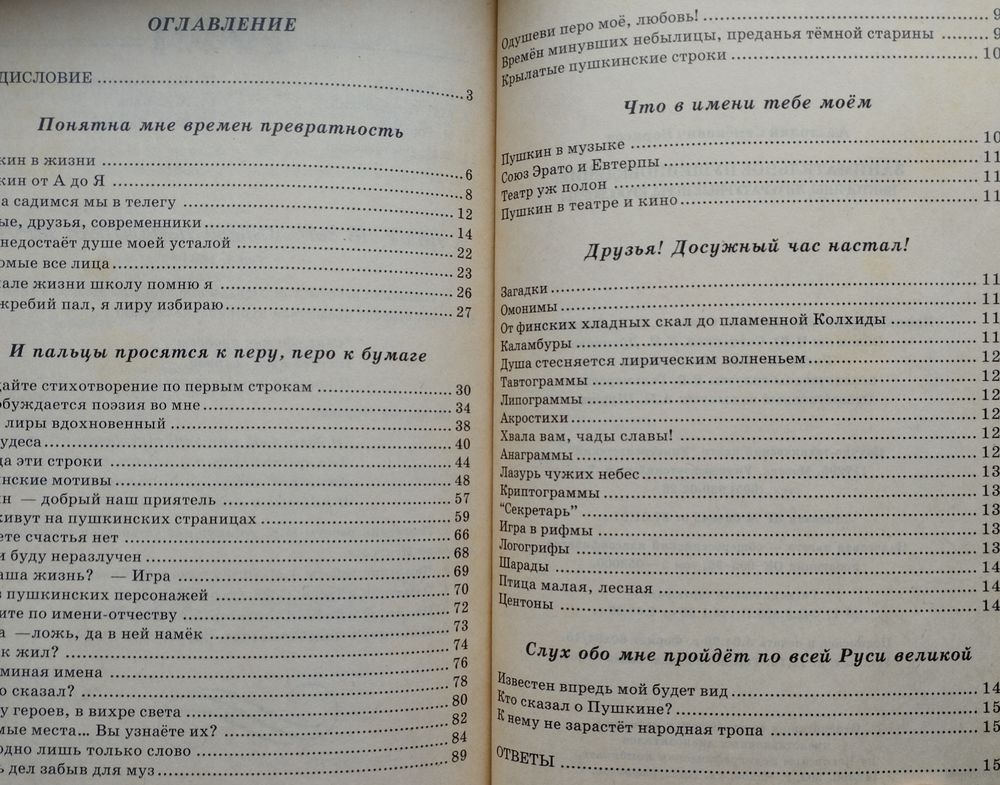 ОГЛАВЛЕНИЕ
ДИСЛОВИЕ 3
Понятна мне времен превратность
кин в жизни 6
кин от А до Я 8
а садимся мы в телегу 12
ые, друзья, современники 14
недостаёт душе моей усталой 22
омые все лица 23
але жизни школу помню я 26
жребий пал, я лиру избираю 27
И пальцы просятся к перу, перо к бумаге
дайте стихотворение по первым строкам 30
обуждается поэзия во мне 34
лиры вдохновенный 38
удеса 40
да эти строки 44
инские мотивы 48
ин — добрый наш приятель 57
живут на пушкинских страницах 59
ете счастья нет 66
и буду неразлучен 68
аша жизнь? — Игра 69
з пушкинских персонажей 70
ите по имени-отчеству 72
а —ложь, да в ней намёк 73
к жил? 74
оминая имена 76
о сказал? 78
у героев, в вихре света 80
мые места... Вы узнаёте их? 82
одно лишь только слово 84
ь дел забыв для муз 89
Одушеви перо моё, любовь! 9
Времён минувших небылицы, преданья тёмной старины 9
Крылатые пушкинские строки 10
Что в имени тебе моём
Пушкин в музыке 10
Союз Эрато и Евтерпы 11
Театр уж полон 11
Пушкин в театре и кино 11
Друзья! Досужный час настал!
Загадки 11
Омонимы 11
От финских хладных скал до пламенной Колхиды 11
Каламбуры 11
Душа стесняется лирическим волненьем 12
Тавтограммы 12
Липограммы 12
Акростихи 12
Хвала вам, чады славы! 12
Анаграммы 12
Лазурь чужих небес 13
Криптограммы 13
"Секретарь" 13
Игра в рифмы 13
Логогрифы 13
Шарады 14
Птица малая, лесная 14
Центоны 14
Слух обо мне пройдёт по всей Руси великой
Известен впредь мой будет вид 14
Кто сказал о Пушкине? 15
К нему не зарастёт народная тропа 15
ОТВЕТЫ 15